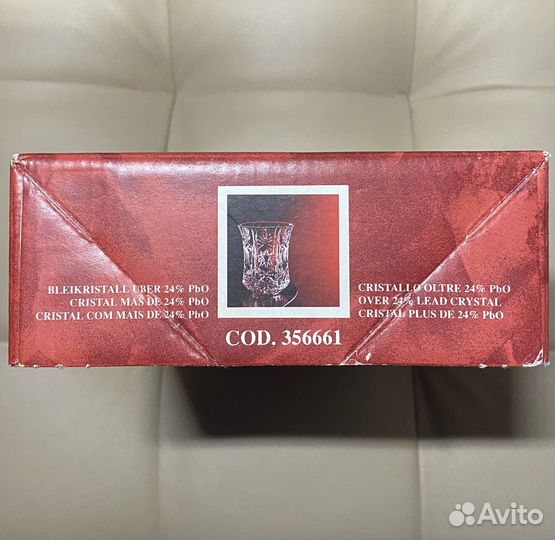 BLEIKRISTALL UBER 24% PbO
CRISTAL MAS DE 24% PbO
CRISTAL COM MAIS DE 24% PbO
CRISTALLO OLTRE 24% PbO
OVER 24% LEAD CRYSTAL
CRISTAL PLUS DE 24% PbO
COD. 356661
Avito